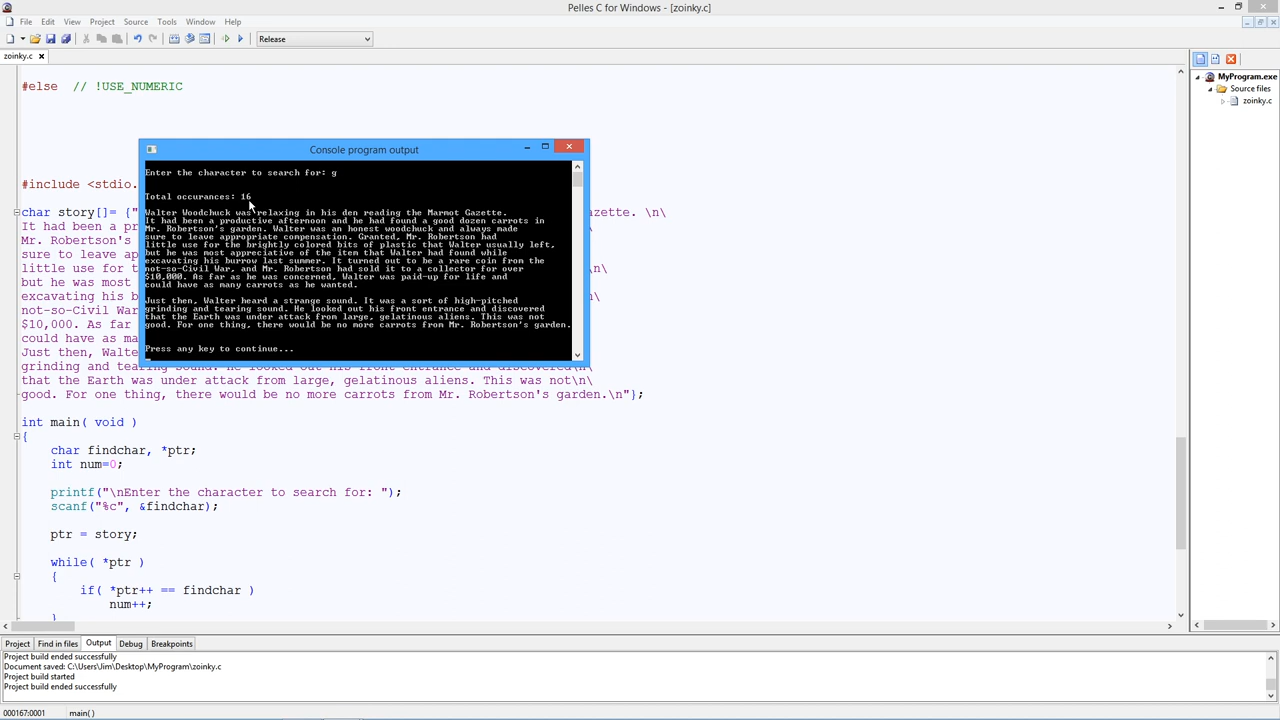 Pelles C for Windows - [zoinky.c]
File Edit View Project Source Tools Window Help
Release
zoinky.c
#else // !USE_NUMERIC
Console program output
Enter the character to search for: g
Total occurances: 16
Walter Woodchuck was relaxing in his den reading the Marmot Gazette.
It had been a productive afternoon and he had found a good dozen carrots in
Mr. Robertson's garden. Walter was an honest woodchuck and always made
sure to leave appropriate compensation. Granted, Mr. Robertson had
little use for the brightly colored bits of plastic that Walter usually left,
but he was most appreciative of the item that Walter had found while
excavating his burrow last summer. It turned out to be a rare coin from the
not-so-Civil War, and Mr. Robertson had sold it to a collector for over
$10,000. As far as he was concerned, Walter was paid-up for life and
could have as many carrots as he wanted.
Just then, Walter heard a strange sound. It was a sort of high-pitched
grinding and tearing sound. He looked out his front entrance and discovered
that the Earth was under attack from large, gelatinous aliens. This was not
good. For one thing, there would be no more carrots from Mr. Robertson's garden.
Press any key to continue...
#include <stdio.
char story[]= {" zette. \n\
It had been a n\
Mr. Robertson's
sure to leave ap
little use for t \n\
but he was most
excavating his b \n\
not-so-Civil War
$10,000. As far
could have as m
Just then, Walte
grinding and tearing sound. He looked out his front entrance and discovered\n\
that the Earth was under attack from large, gelatinous aliens. This was not\n\
good. For one thing, there would be no more carrots from Mr. Robertson's garden.\n"};
int main( void )
{
char findchar, *ptr;
int num=0;
printf("\nEnter the character to search for: ");
scanf("%c", &findchar);
ptr = story;
while( *ptr )
{
if( *ptr++ == findchar )
num++;
}
MyProgram.exe
Source files
zoinky.c
Project Find in files Output Debug Breakpoints
Project build ended successfully
Document saved: C:\Users\Jim\Desktop\MyProgram\zoinky.c
Project build started
Project build ended successfully
000167:0001 main( )